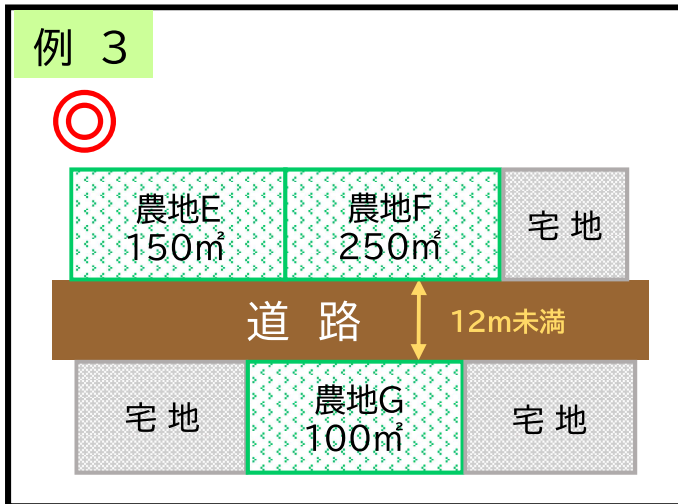 例 3
◎
農地E
150㎡
農地F
250㎡
宅 地
道 路
12m未満
宅 地
農地G
100㎡
宅 地